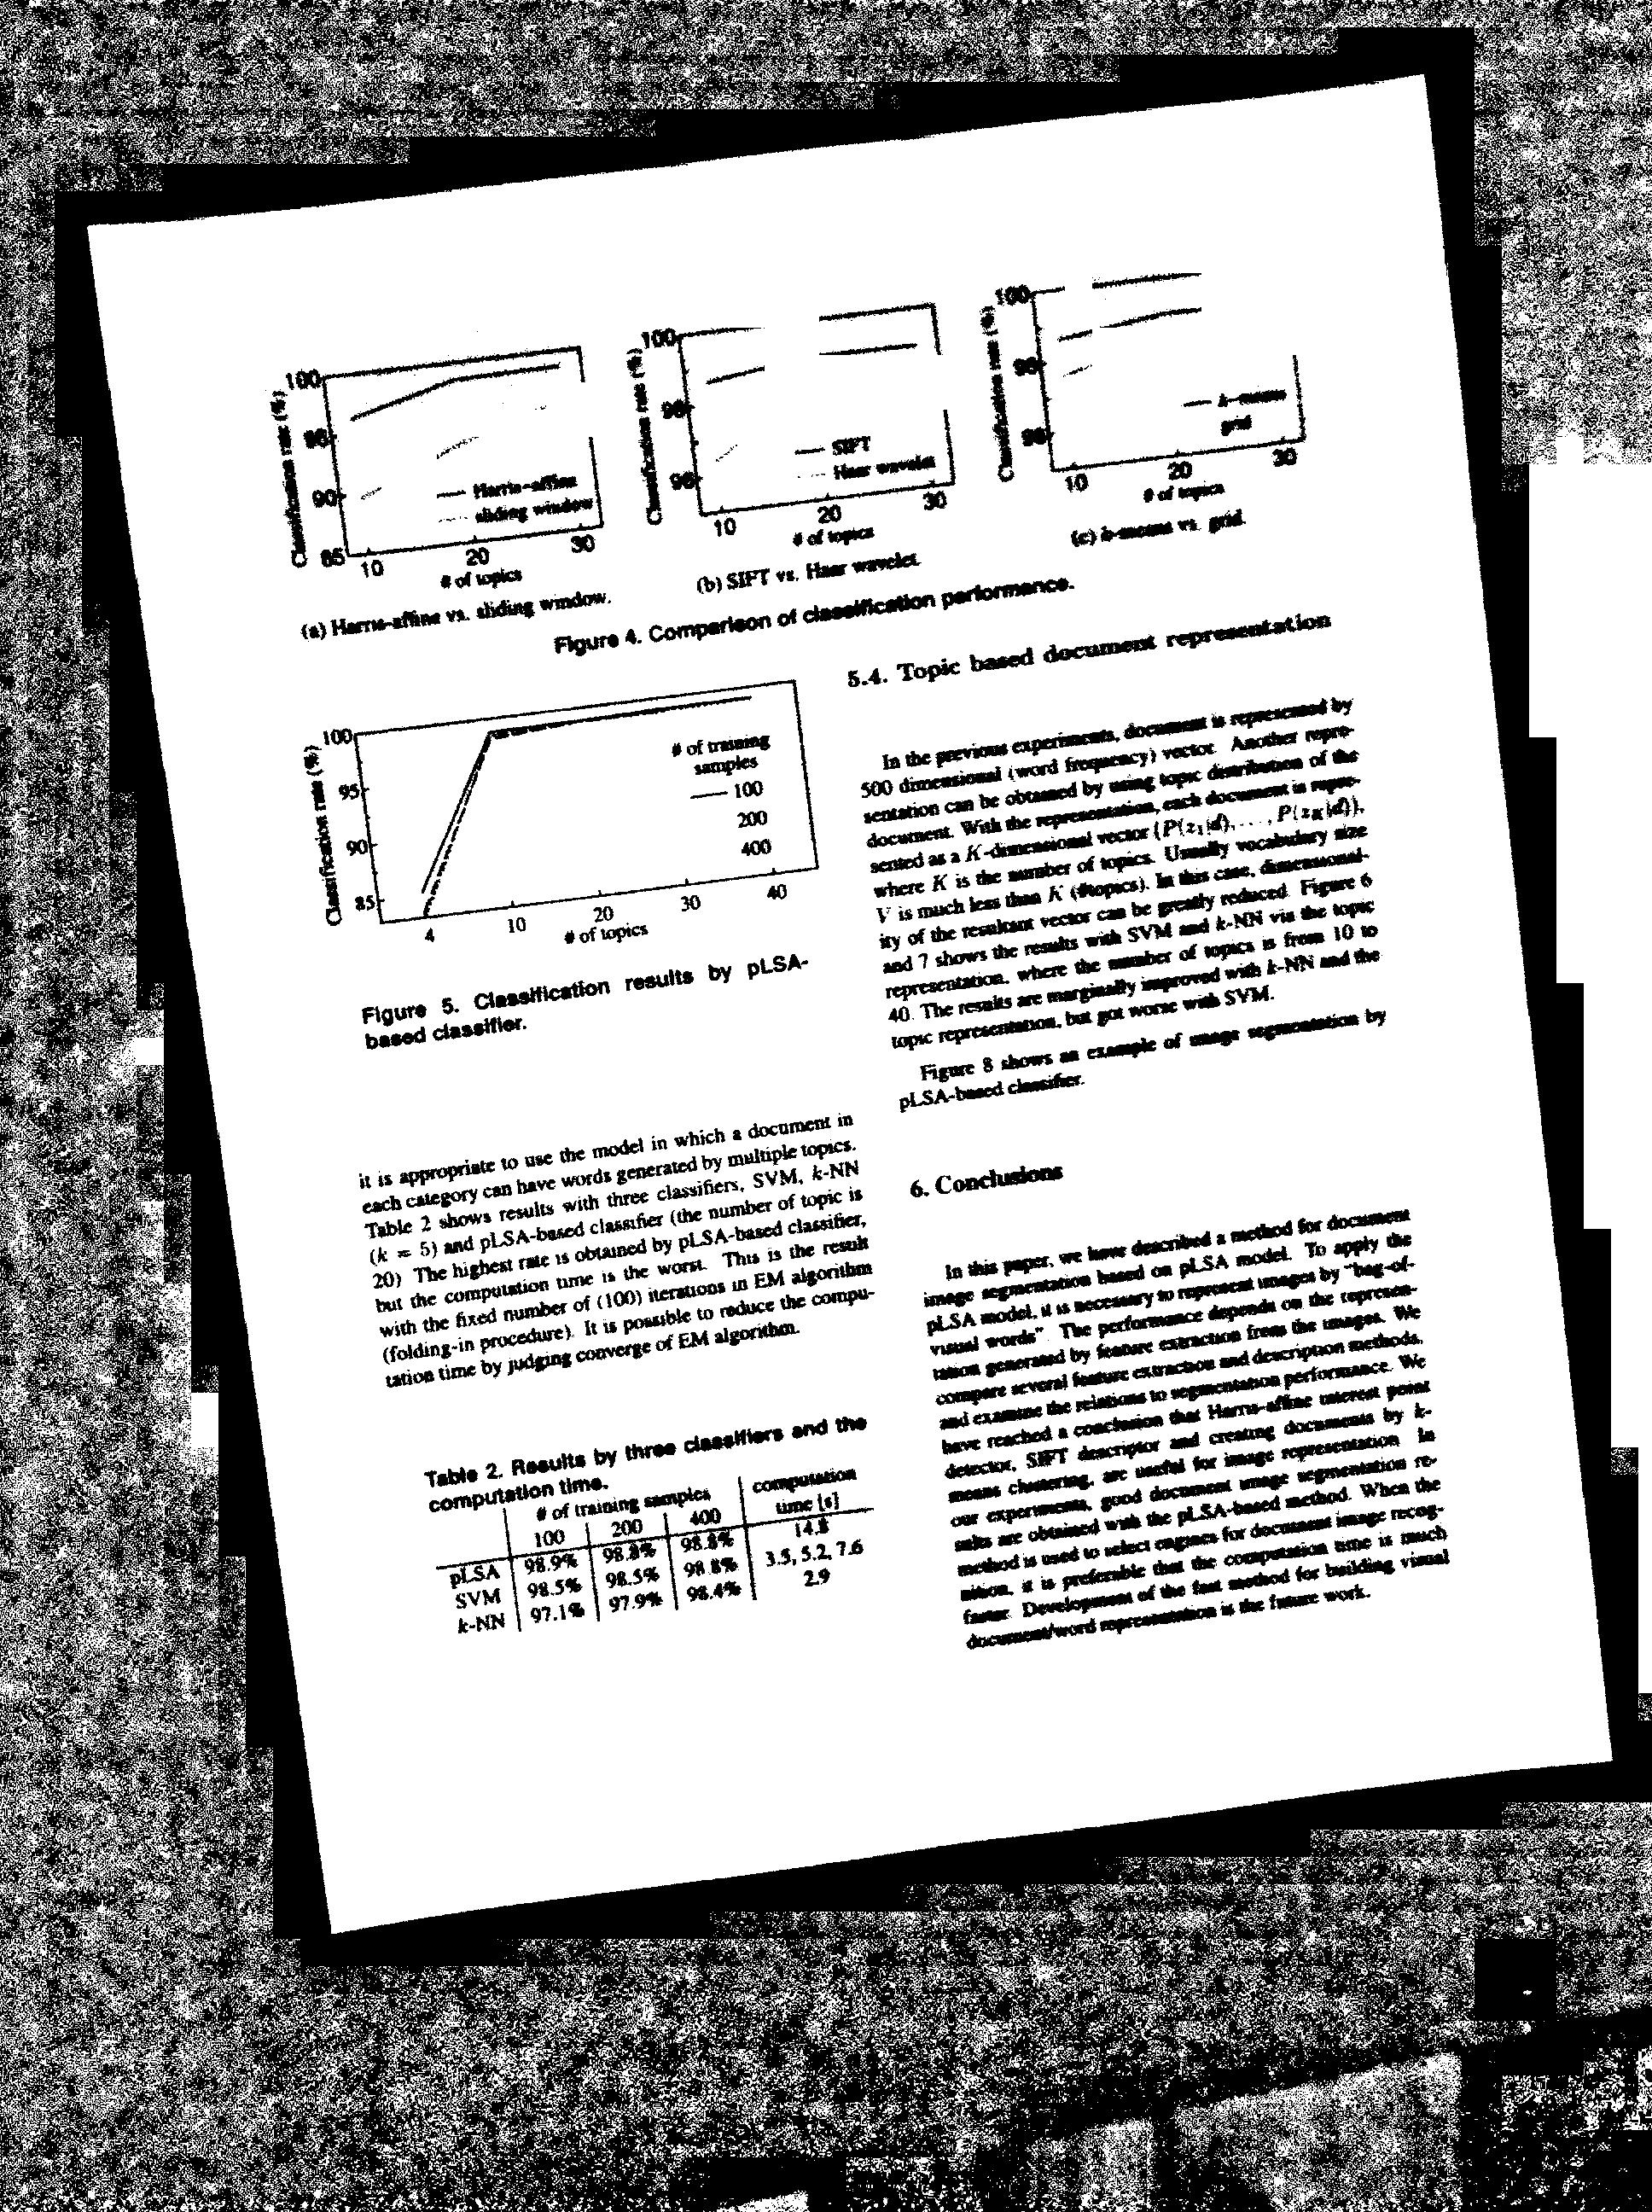 100
95
90
85
10
20
30
Classification rate (%)
# of topics
Harris-affine
sliding window
(a) Harris-affine vs. sliding window.
100
98
96
10
20
30
Classification rate (%)
# of topics
SIFT
Haar wavelet
(b) SIFT vs. Haar wavelet.
100
98
96
10
20
30
Classification rate (%)
# of topics
k-means
grid
(c) k-means vs. grid.
Figure 4. Comparison of classification performance.
100
95
90
85
4
10
20
30
40
Classification rate (%)
# of topics
# of training
samples
100
200
400
Figure 5. Classification results by pLSA-
based classifier.
it is appropriate to use the model in which a document in
each category can have words generated by multiple topics.
Table 2 shows results with three classifiers, SVM, k-NN
(k = 5) and pLSA-based classifier (the number of topic is
20) The highest rate is obtained by pLSA-based classifier,
but the computation time is the worst. This is the result
with the fixed number of (100) iterations in EM algorithm
(folding-in procedure). It is possible to reduce the compu-
tation time by judging converge of EM algorithm.
Table 2. Results by three classifiers and the
computation time.
# of training samples computation
100 200 400 time [s]
pLSA 98.9% 98.8% 98.8% 14.8
SVM 98.5% 98.5% 98.8% 3.5, 5.2, 7.6
k-NN 97.1% 97.9% 98.4% 2.9
5.4. Topic based document representation
In the previous experiments, document is represented by
500 dimensional (word frequency) vector. Another repre-
sentation can be obtained by using topic distribution of the
document. With the representation, each document is repre-
sented as a K-dimensional vector (P(z1|d), . . . , P(zK|d)),
where K is the number of topics. Usually vocabulary size
V is much less than K (#topics). In this case, dimensional-
ity of the resultant vector can be greatly reduced. Figure 6
and 7 shows the results with SVM and k-NN via the topic
representation, where the number of topics is from 10 to
40. The results are marginally improved with k-NN and the
topic representation, but got worse with SVM.
Figure 8 shows an example of image segmentation by
pLSA-based classifier.
6. Conclusions
In this paper, we have described a method for document
image segmentation based on pLSA model. To apply the
pLSA model, it is necessary to represent images by "bag-of-
visual words". The performance depends on the represen-
tation generated by feature extraction from the images. We
compare several feature extraction and description methods,
and examine the relations to segmentation performance. We
have reached a conclusion that Harris-affine interest point
detector, SIFT descriptor and creating documents by k-
means clustering, are useful for image representation. In
our experiments, good document image segmentation re-
sults are obtained with the pLSA-based method. When the
method is used to select engines for document image recog-
nition, it is preferable that the computation time is much
faster. Development of the fast method for building visual
document/word representation is the future work.